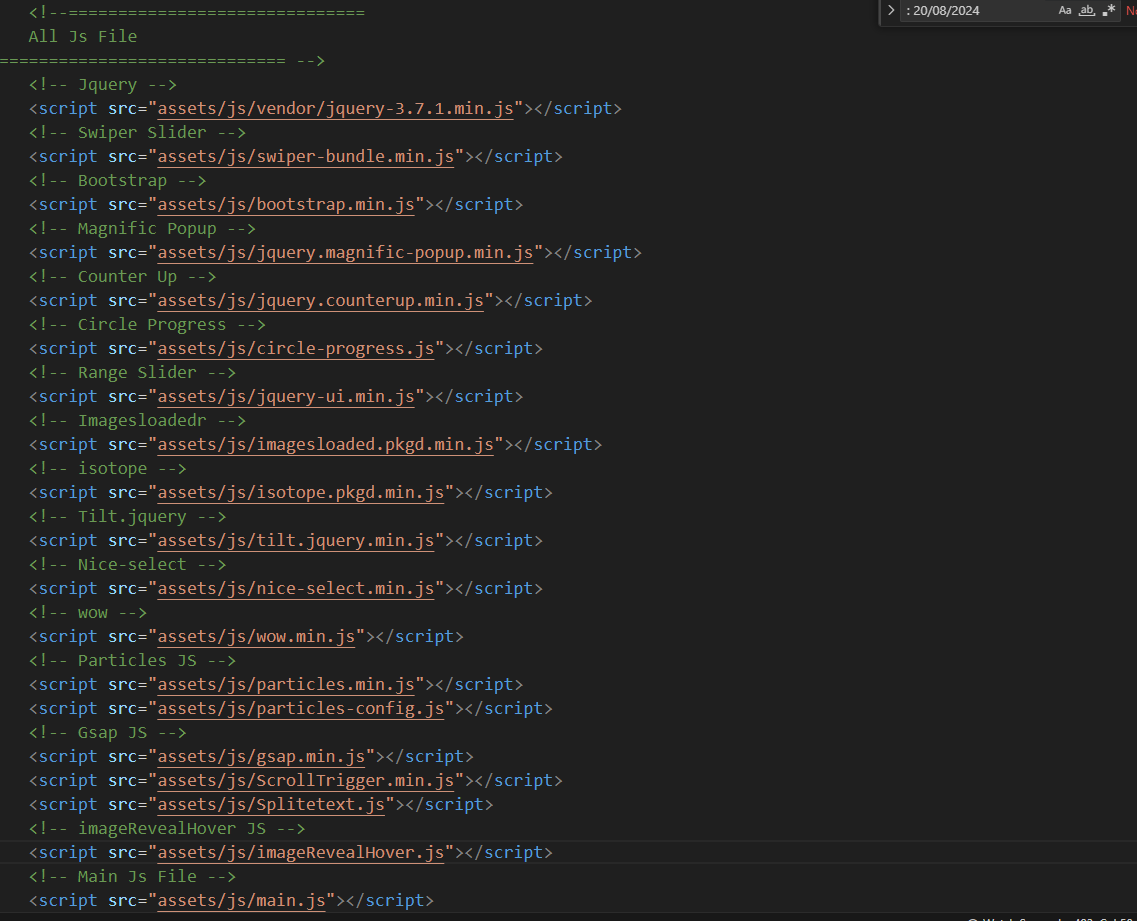 <!--==============================
: 20/08/2024
Aa ab .*
All Js File
============================= -->
<!-- Jquery -->
<script src="assets/js/vendor/jquery-3.7.1.min.js"></script>
<!-- Swiper Slider -->
<script src="assets/js/swiper-bundle.min.js"></script>
<!-- Bootstrap -->
<script src="assets/js/bootstrap.min.js"></script>
<!-- Magnific Popup -->
<script src="assets/js/jquery.magnific-popup.min.js"></script>
<!-- Counter Up -->
<script src="assets/js/jquery.counterup.min.js"></script>
<!-- Circle Progress -->
<script src="assets/js/circle-progress.js"></script>
<!-- Range Slider -->
<script src="assets/js/jquery-ui.min.js"></script>
<!-- Imagesloadedr -->
<script src="assets/js/imagesloaded.pkgd.min.js"></script>
<!-- isotope -->
<script src="assets/js/isotope.pkgd.min.js"></script>
<!-- Tilt.jquery -->
<script src="assets/js/tilt.jquery.min.js"></script>
<!-- Nice-select -->
<script src="assets/js/nice-select.min.js"></script>
<!-- wow -->
<script src="assets/js/wow.min.js"></script>
<!-- Particles JS -->
<script src="assets/js/particles.min.js"></script>
<script src="assets/js/particles-config.js"></script>
<!-- Gsap JS -->
<script src="assets/js/gsap.min.js"></script>
<script src="assets/js/ScrollTrigger.min.js"></script>
<script src="assets/js/Splitetext.js"></script>
<!-- imageRevealHover JS -->
<script src="assets/js/imageRevealHover.js"></script>
<!-- Main Js File -->
<script src="assets/js/main.js"></script>